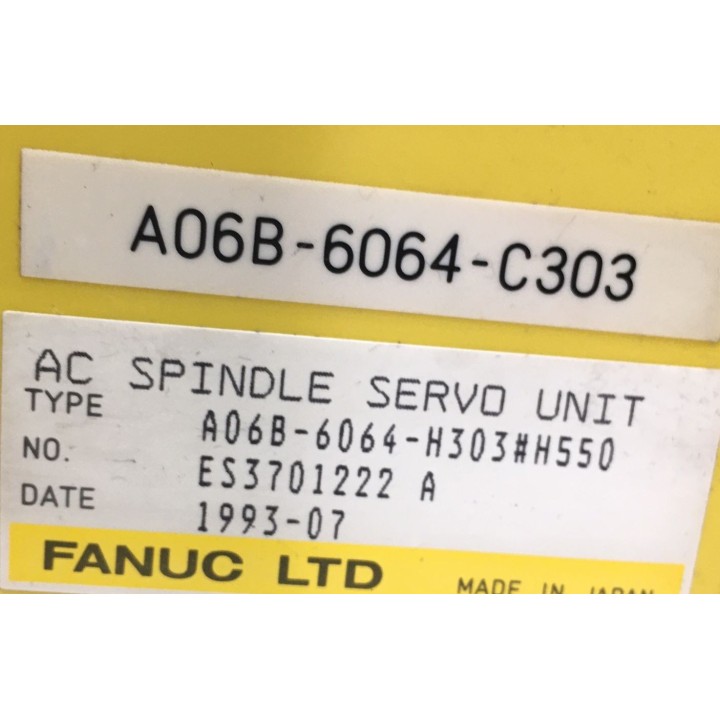 A06B-6064-C303
AC SPINDLE SERVO UNIT
TYPE A06B-6064-H303#H550
NO. ES3701222 A
DATE 1993-07
FANUC LTD MADE IN JAPAN